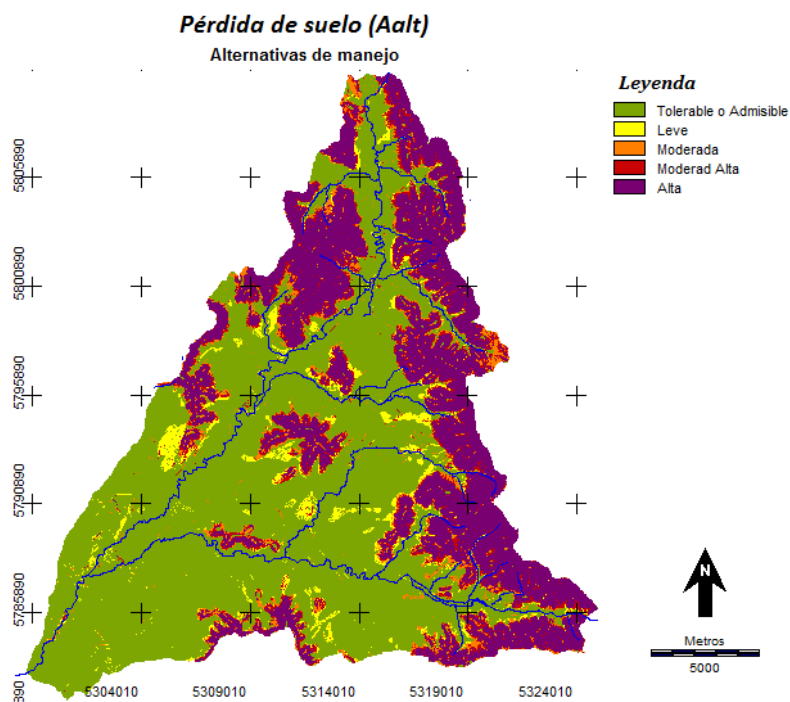 Pérdida de suelo (Aalt)
Alternativas de manejo
Leyenda
Tolerable o Admisible
Leve
Moderada
Moderad Alta
Alta
5805890
5800890
5795890
5790890
5785890
390
5304010
5309010
5314010
5319010
5324010
N
Metros
5000